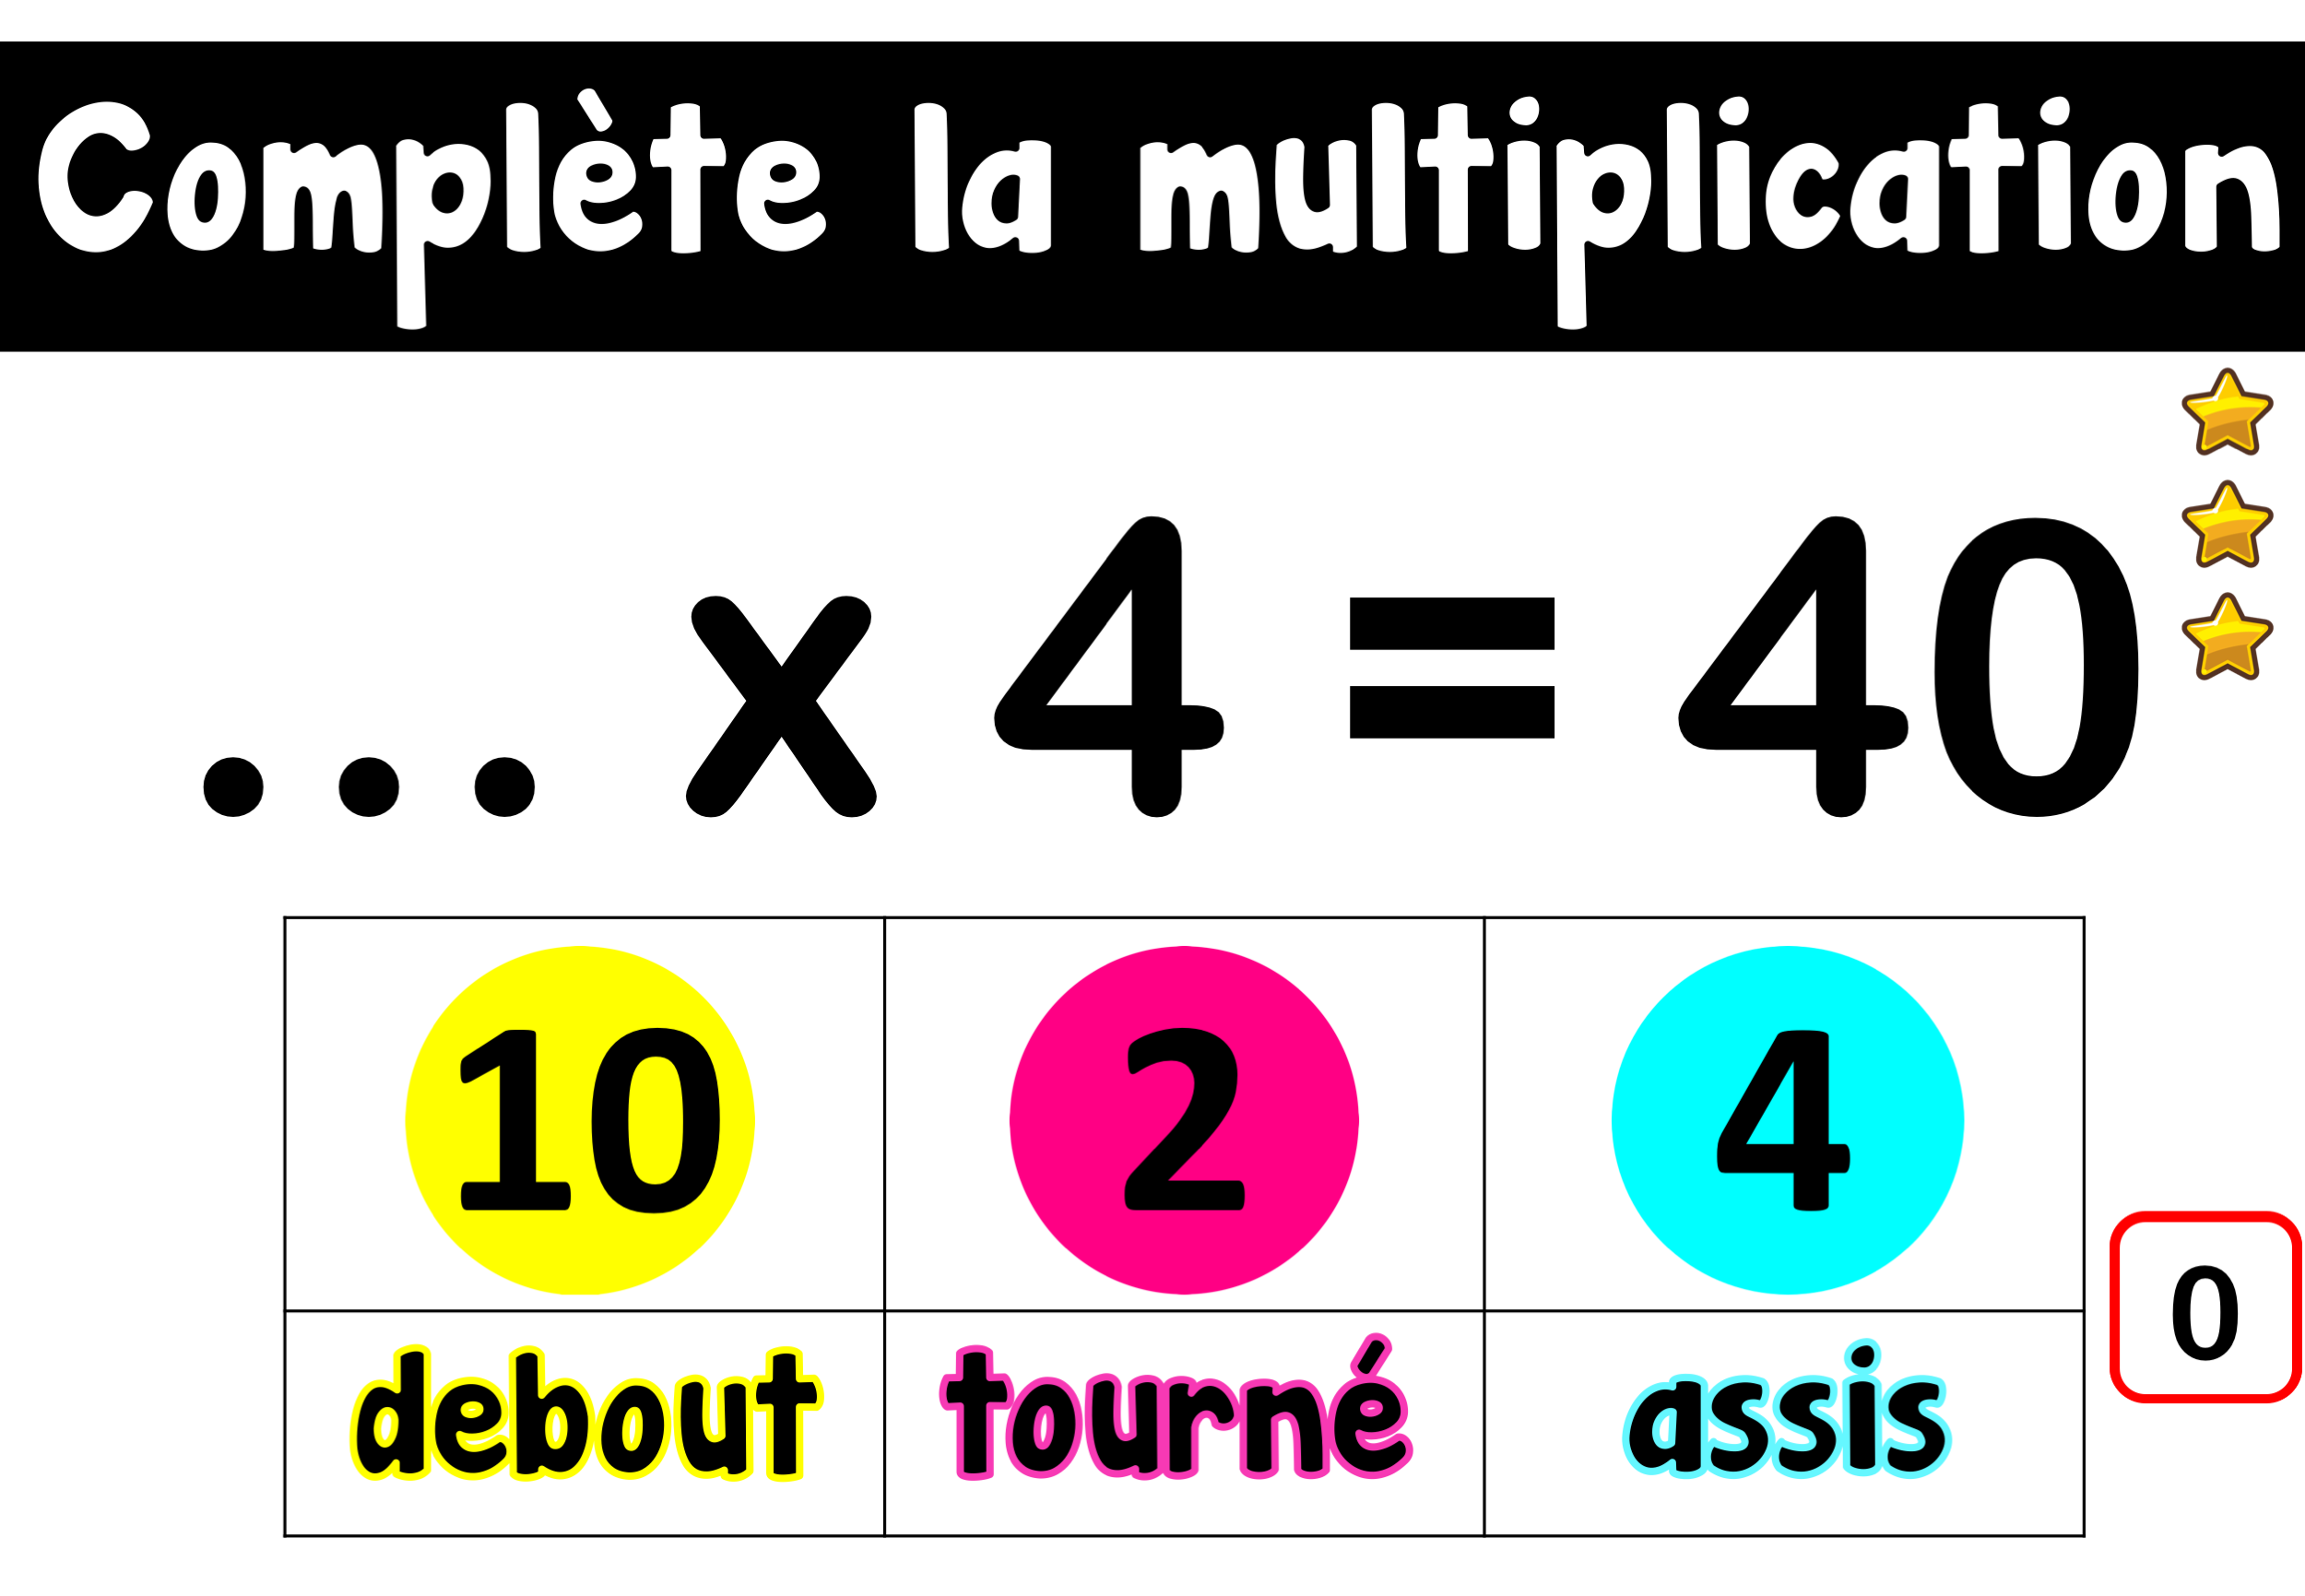 Complète la multiplication
... x 4 = 40
10 2 4
0
debout tourné assis